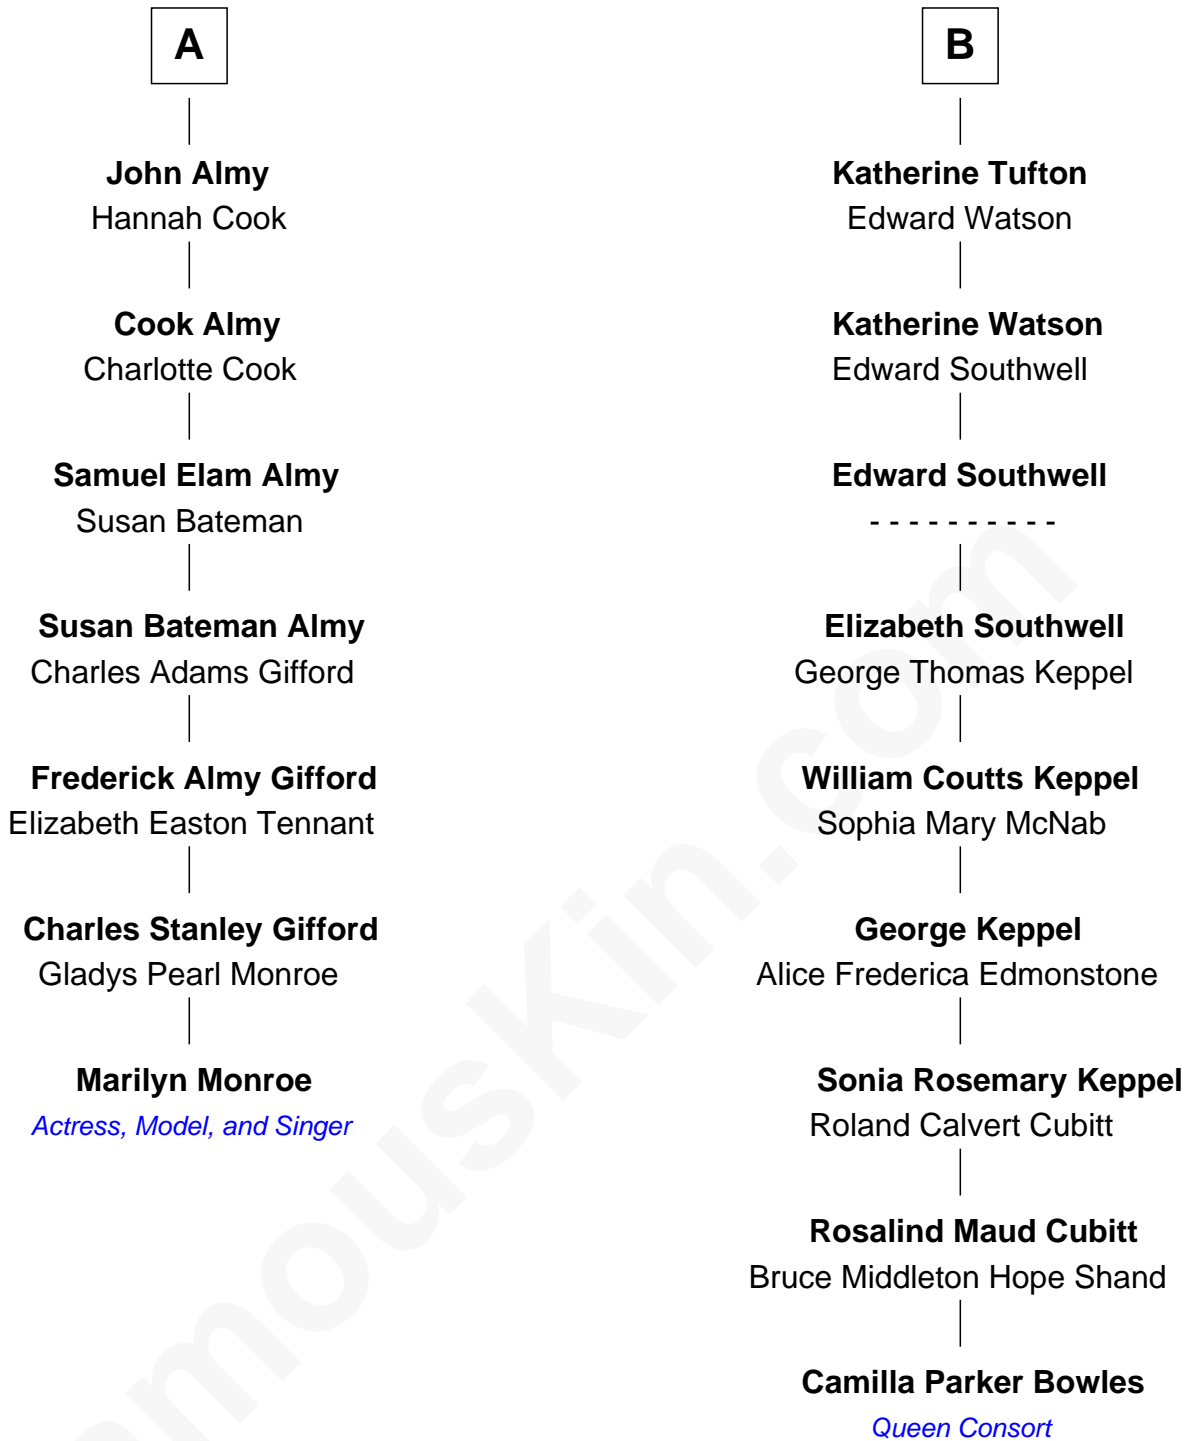 A
John Almy
Hannah Cook
Cook Almy
Charlotte Cook
Samuel Elam Almy
Susan Bateman
Susan Bateman Almy
Charles Adams Gifford
Frederick Almy Gifford
Elizabeth Easton Tennant
Charles Stanley Gifford
Gladys Pearl Monroe
Marilyn Monroe
Actress, Model, and Singer
B
Katherine Tufton
Edward Watson
Katherine Watson
Edward Southwell
Edward Southwell
- - - - - - - - - -
Elizabeth Southwell
George Thomas Keppel
William Coutts Keppel
Sophia Mary McNab
George Keppel
Alice Frederica Edmonstone
Sonia Rosemary Keppel
Roland Calvert Cubitt
Rosalind Maud Cubitt
Bruce Middleton Hope Shand
Camilla Parker Bowles
Queen Consort
mouskin.com